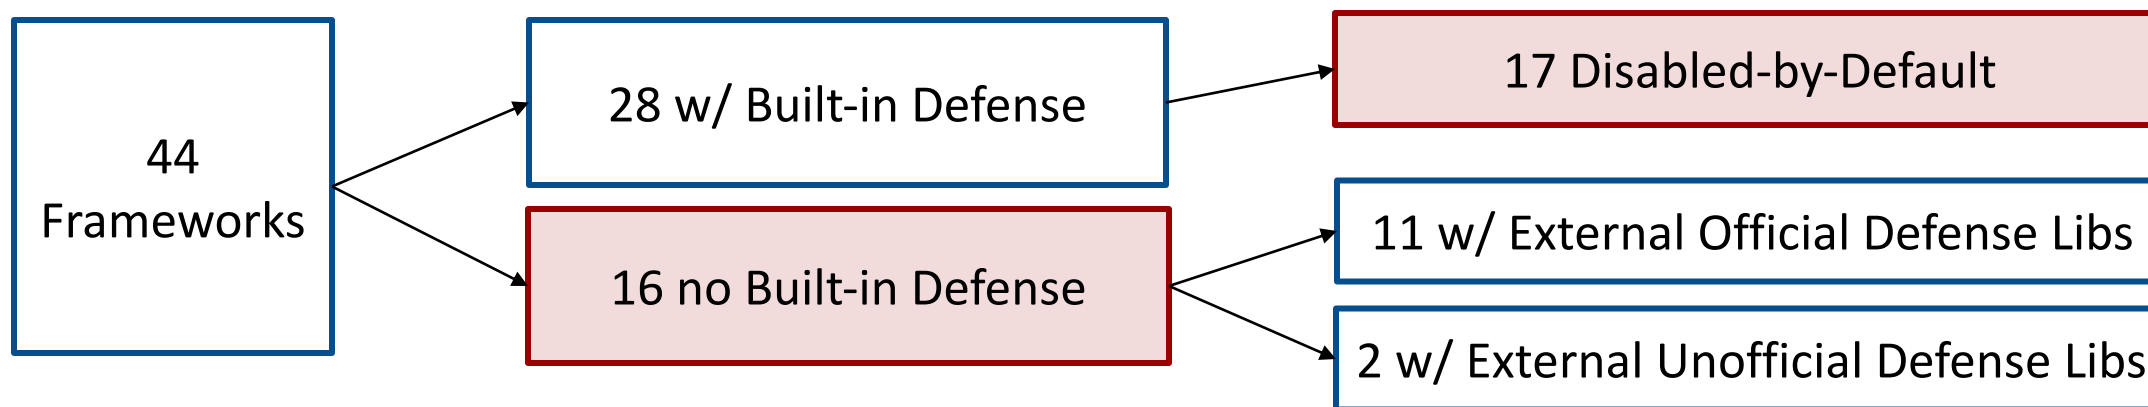 44
Frameworks
28 w/ Built-in Defense
16 no Built-in Defense
17 Disabled-by-Default
11 w/ External Official Defense Libs
2 w/ External Unofficial Defense Libs